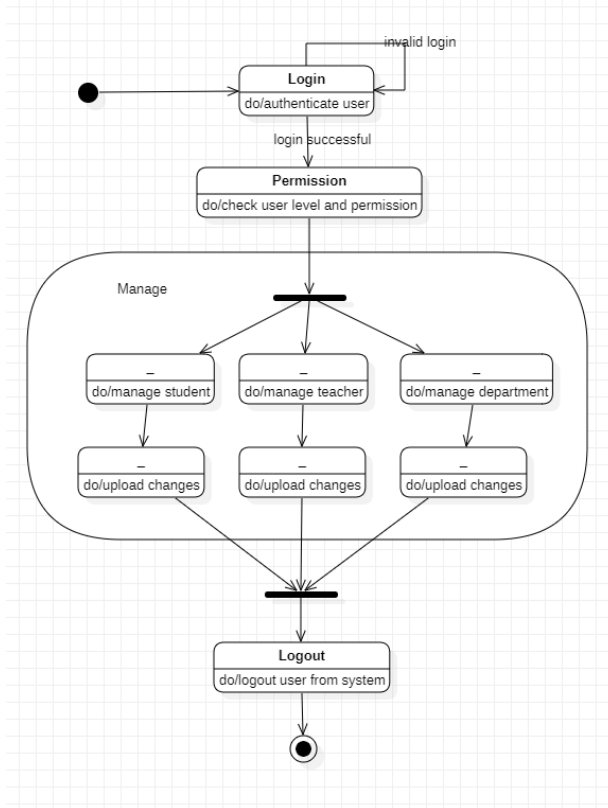 invalid login
Login
do/authenticate user
login successful
Permission
do/check user level and permission
Manage
_
_
_
do/manage student
do/manage teacher
do/manage department
_
_
_
do/upload changes
do/upload changes
do/upload changes
Logout
do/logout user from system